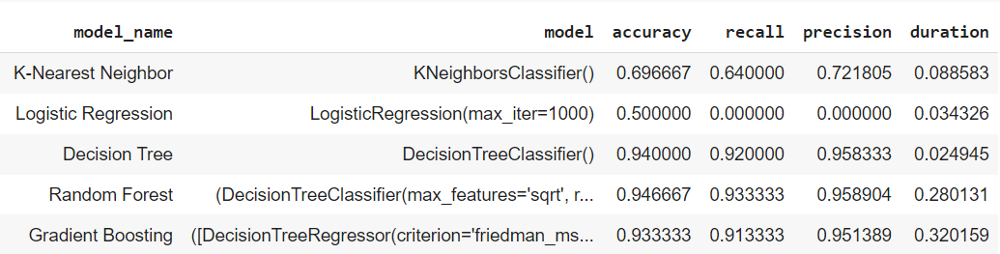 model_name model accuracy recall precision duration
K-Nearest Neighbor KNeighborsClassifier() 0.696667 0.640000 0.721805 0.088583
Logistic Regression LogisticRegression(max_iter=1000) 0.500000 0.000000 0.000000 0.034326
Decision Tree DecisionTreeClassifier() 0.940000 0.920000 0.958333 0.024945
Random Forest (DecisionTreeClassifier(max_features='sqrt', r... 0.946667 0.933333 0.958904 0.280131
Gradient Boosting ([DecisionTreeRegressor(criterion='friedman_ms... 0.933333 0.913333 0.951389 0.320159